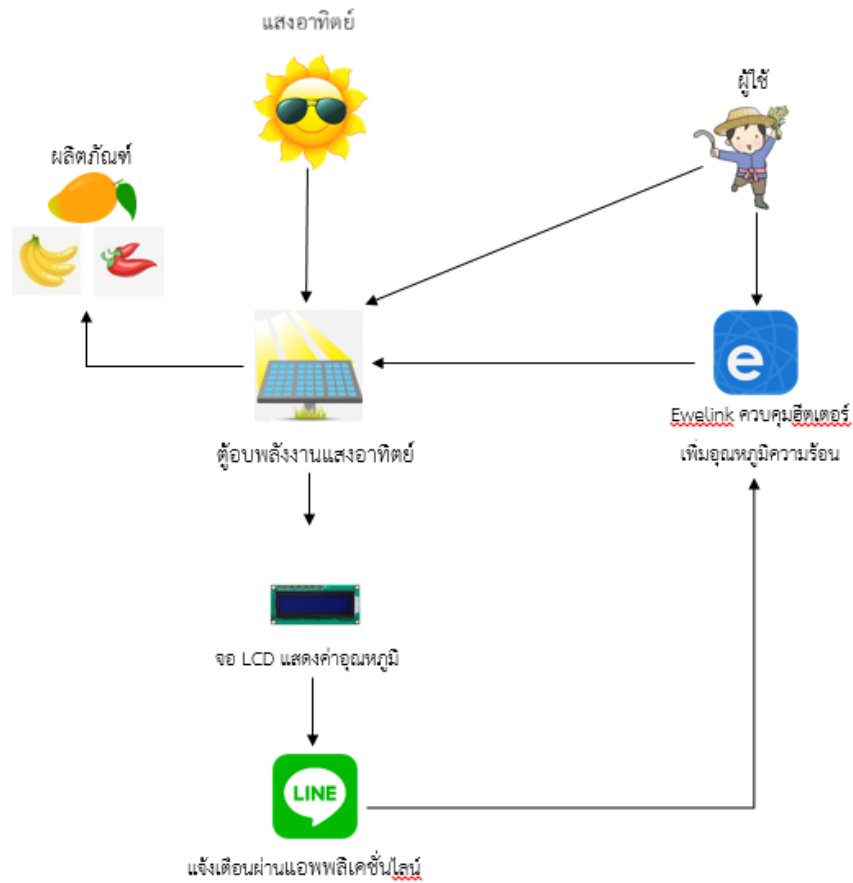 แสงอาทิตย์
ผู้ใช้
ผลิตภัณฑ์
e
Ewelink ควบคุมฮีตเตอร์
เพิ่มอุณหภูมิความร้อน
ตู้อบพลังงานแสงอาทิตย์
จอ LCD แสดงค่าอุณหภูมิ
LINE
แจ้งเตือนผ่านแอพพลิเคชั่นไลน์